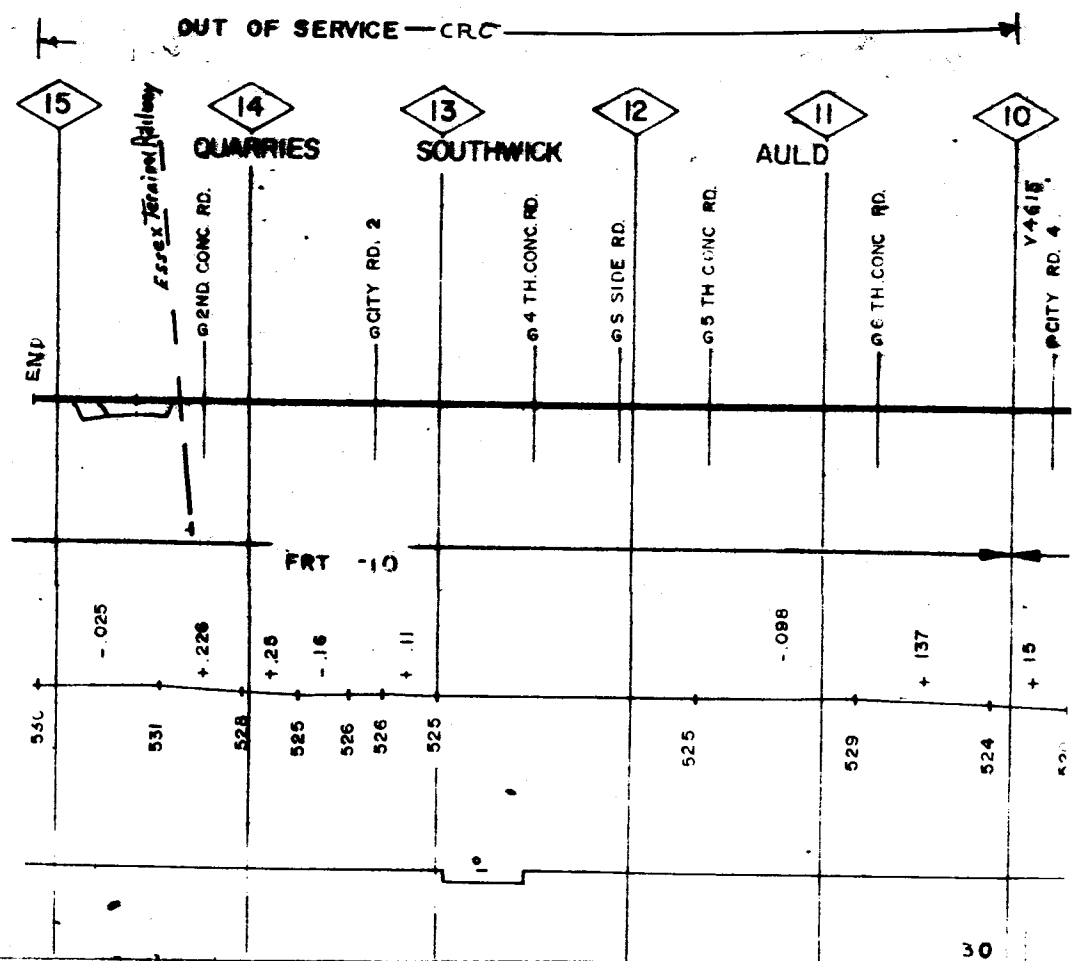 OUT OF SERVICE—CRC
15 14 13 12 11 10
QUARRIES SOUTHWICK AULD
Essex Terminal Railway
2ND. CONC. RD.
CITY RD. 2
4 TH. CONC. RD.
S SIDE RD.
5 TH CONC RD.
6 TH. CONC RD.
V4615
CITY RD. 4
END
FRT -10
-.025 +.226 +.25 -.16 +.11 -.098 +.137 +.15
531 528 525 526 526 525 525 529 524
1°
30